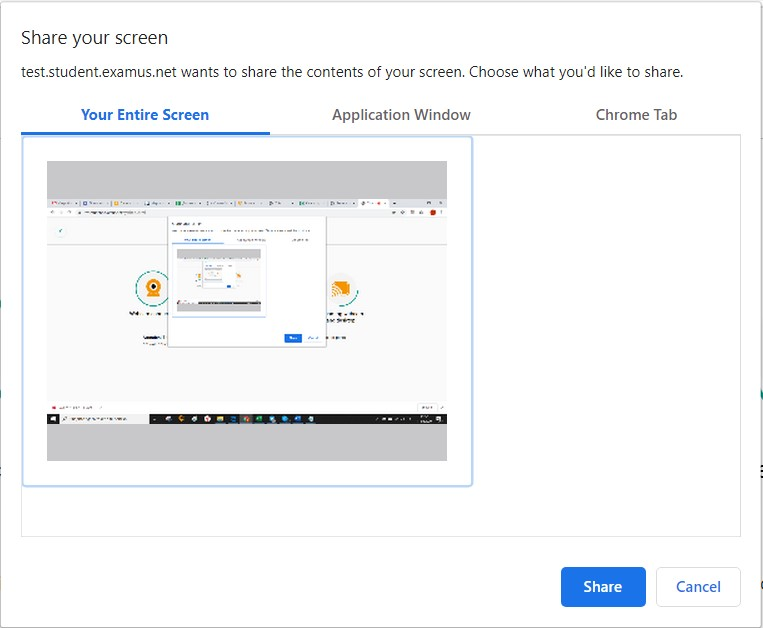 Share your screen
test.student.examus.net wants to share the contents of your screen. Choose what you'd like to share.
Your Entire Screen
Application Window
Chrome Tab
Share
Cancel